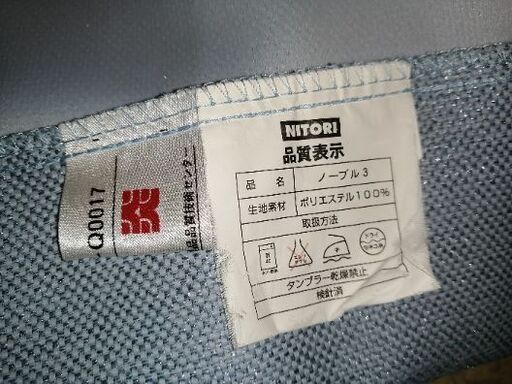 NITORI
品質表示
品 名 ノーブル3
生地素材 ポリエステル100%
取扱方法
タンブラー乾燥禁止
検針済
Q0017
品質技術センター